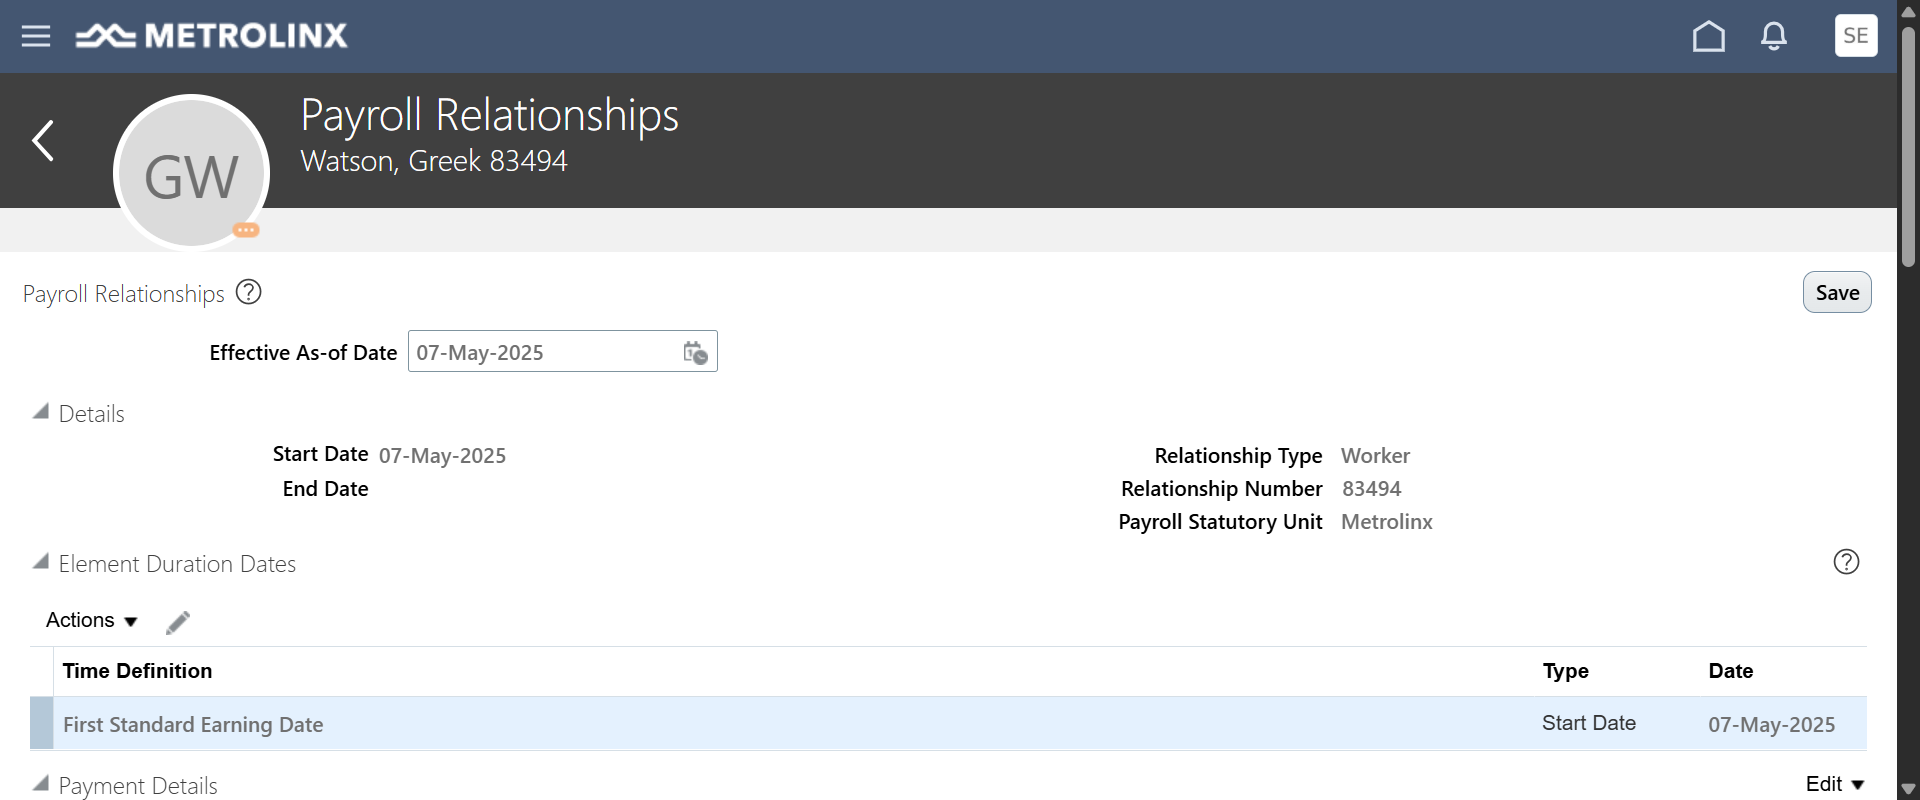 METROLINX
SE
Payroll Relationships
Watson, Greek 83494
GW
Payroll Relationships
Save
Effective As-of Date 07-May-2025
Details
Start Date 07-May-2025
End Date
Relationship Type Worker
Relationship Number 83494
Payroll Statutory Unit Metrolinx
Element Duration Dates
Actions
Time Definition Type Date
First Standard Earning Date Start Date 07-May-2025
Payment Details Edit